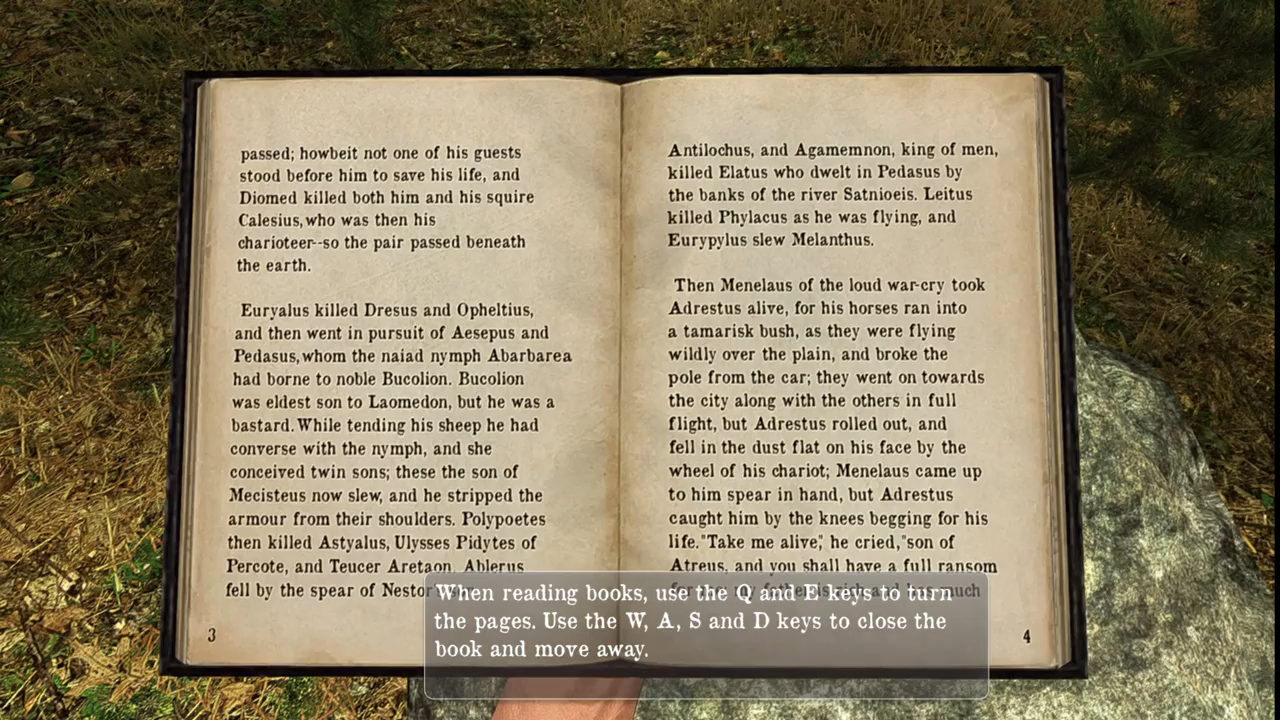 passed; howbeit not one of his guests
stood before him to save his life, and
Diomed killed both him and his squire
Calesius, who was then his
charioteer--so the pair passed beneath
the earth.
Euryalus killed Dresus and Opheltius,
and then went in pursuit of Aesepus and
Pedasus, whom the naiad nymph Abarbarea
had borne to noble Bucolion. Bucolion
was eldest son to Laomedon, but he was a
bastard. While tending his sheep he had
converse with the nymph, and she
conceived twin sons; these the son of
Mecisteus now slew, and he stripped the
armour from their shoulders. Polypoetes
then killed Astyalus, Ulysses Pidytes of
Percote, and Teucer Aretaon. Ablerus
fell by the spear of Nestor
3
Antilochus, and Agamemnon, king of men,
killed Elatus who dwelt in Pedasus by
the banks of the river Satnioeis. Leitus
killed Phylacus as he was flying, and
Eurypylus slew Melanthus.
Then Menelaus of the loud war-cry took
Adrestus alive, for his horses ran into
a tamarisk bush, as they were flying
wildly over the plain, and broke the
pole from the car; they went on towards
the city along with the others in full
flight, but Adrestus rolled out, and
fell in the dust flat on his face by the
wheel of his chariot; Menelaus came up
to him spear in hand, but Adrestus
caught him by the knees begging for his
life. "Take me alive," he cried, "son of
Atreus, and you shall have a full ransom
much
4
When reading books, use the Q and E keys to turn
the pages. Use the W, A, S and D keys to close the
book and move away.